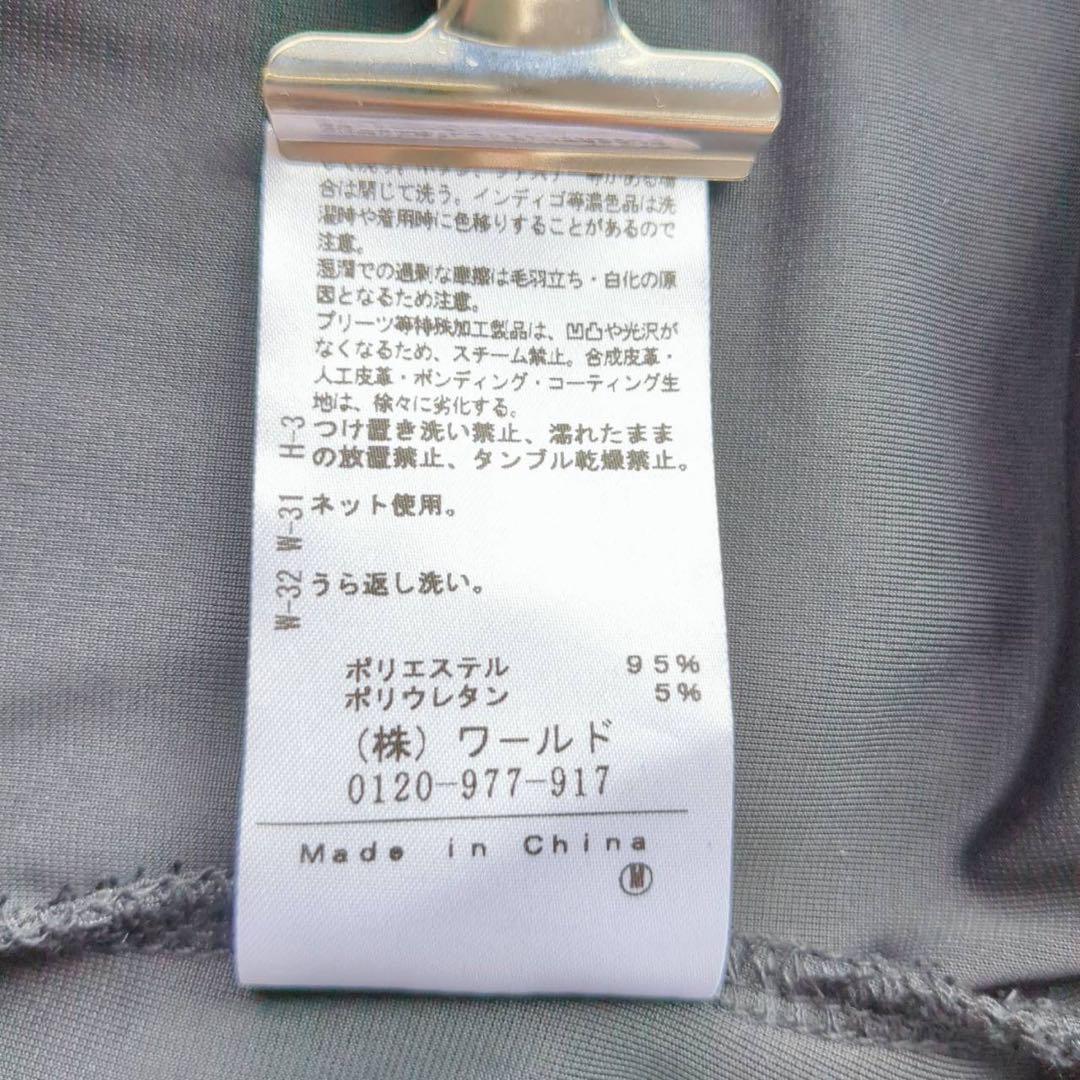 合は閉じて洗う。インディゴ等濃色品は洗
濯時や着用時に色移りすることがあるので
注意。
湿潤での過剰な摩擦は毛羽立ち・白化の原
因となるため注意。
プリーツ等特殊加工製品は、凹凸や光沢が
なくなるため、スチーム禁止。合成皮革・
人工皮革・ボンディング・コーティング生
地は、徐々に劣化する。
H-3 つけ置き洗い禁止、濡れたまま
の放置禁止、タンブル乾燥禁止。
W-31 ネット使用。
W-32 うら返し洗い。
ポリエステル 95%
ポリウレタン 5%
(株) ワールド
0120-977-917
Made in China
M